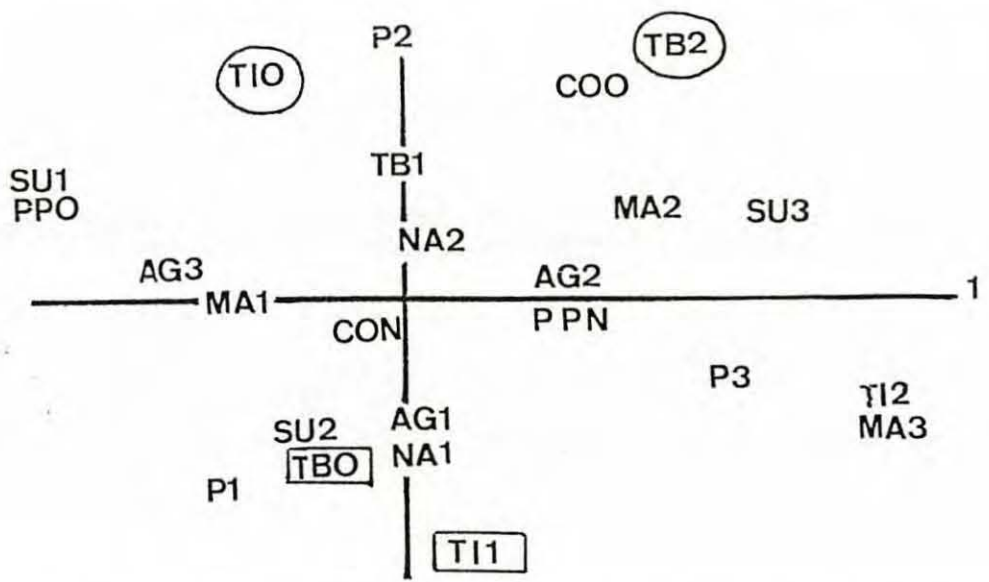 P2
TB2
TIO
COO
TB1
SU1
PPO
MA2 SU3
NA2
AG3
AG2
MA1
1
CON
PPN
P3
TI2
MA3
AG1
SU2
NA1
TBO
P1
TI1